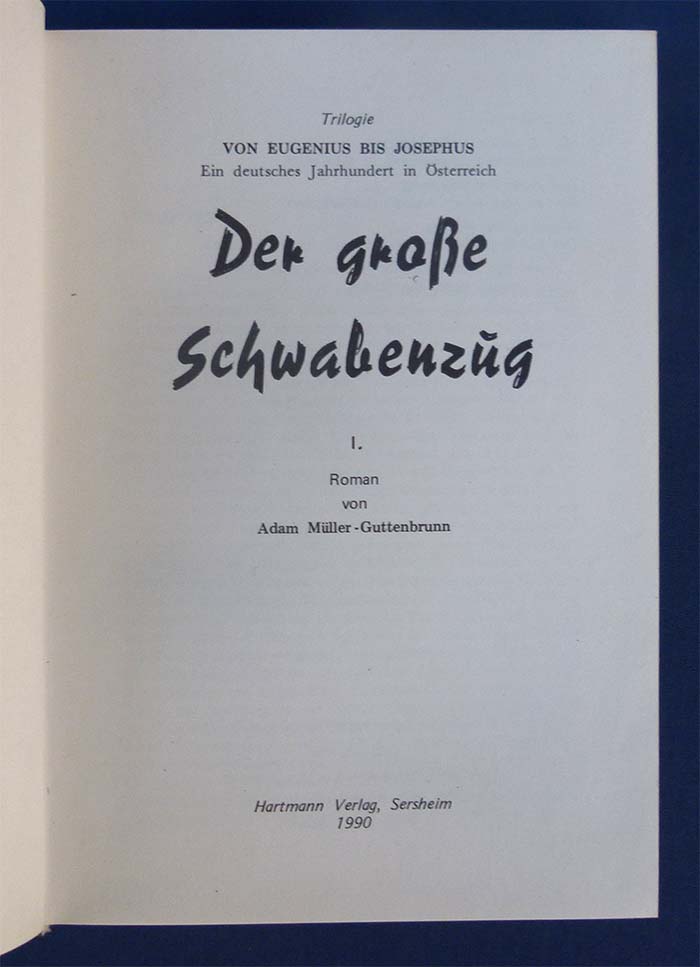 Trilogie
VON EUGENIUS BIS JOSEPHUS
Ein deutsches Jahrhundert in Österreich
Der große
Schwabenzug
I.
Roman
von
Adam Müller-Guttenbrunn
Hartmann Verlag, Sersheim
1990